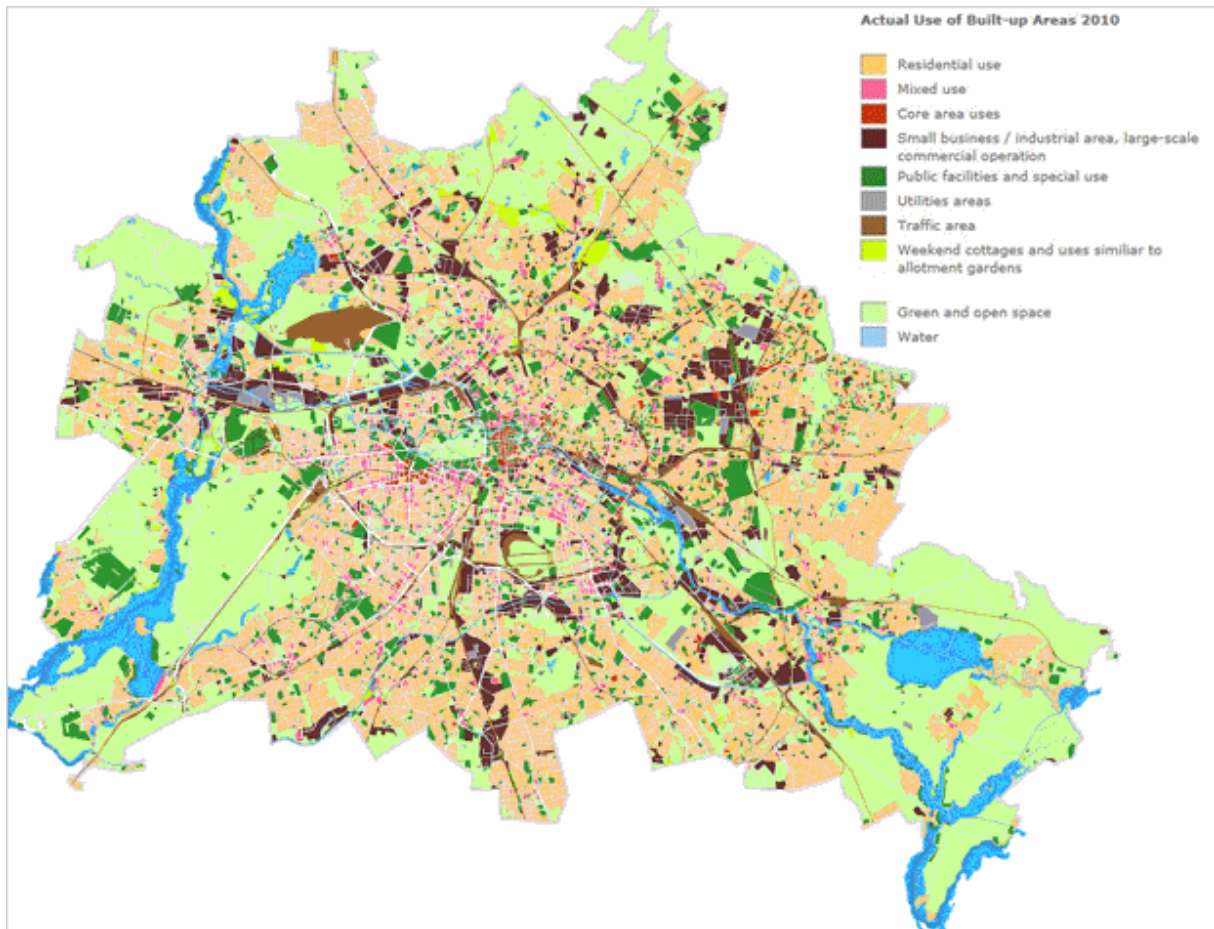 Actual Use of Built-up Areas 2010
Residential use
Mixed use
Core area uses
Small business / industrial area, large-scale
commercial operation
Public facilities and special use
Utilities areas
Traffic area
Weekend cottages and uses similiar to
allotment gardens
Green and open space
Water